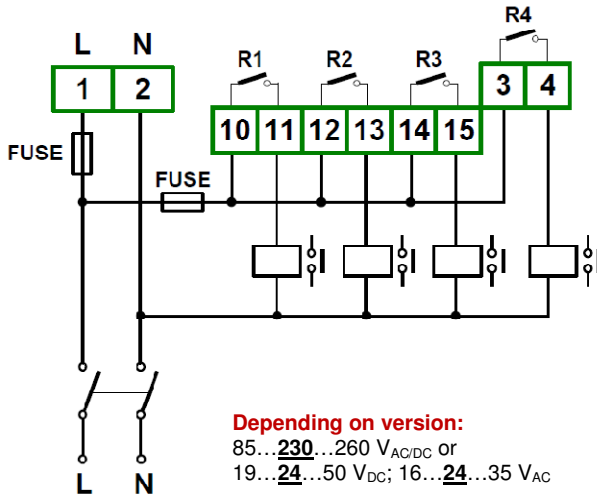 R4
L N
R1 R2 R3
1 2 3 4
10 11 12 13 14 15
FUSE
FUSE
Depending on version:
85…230…260 VAC/DC or
19…24…50 VDC; 16…24…35 VAC
L N